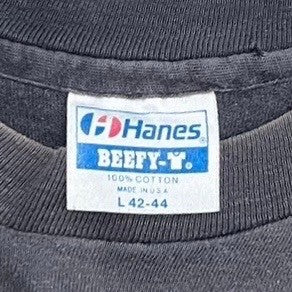 Hanes
BEEFY-T®
100% COTTON
MADE IN U.S.A.
L 42-44